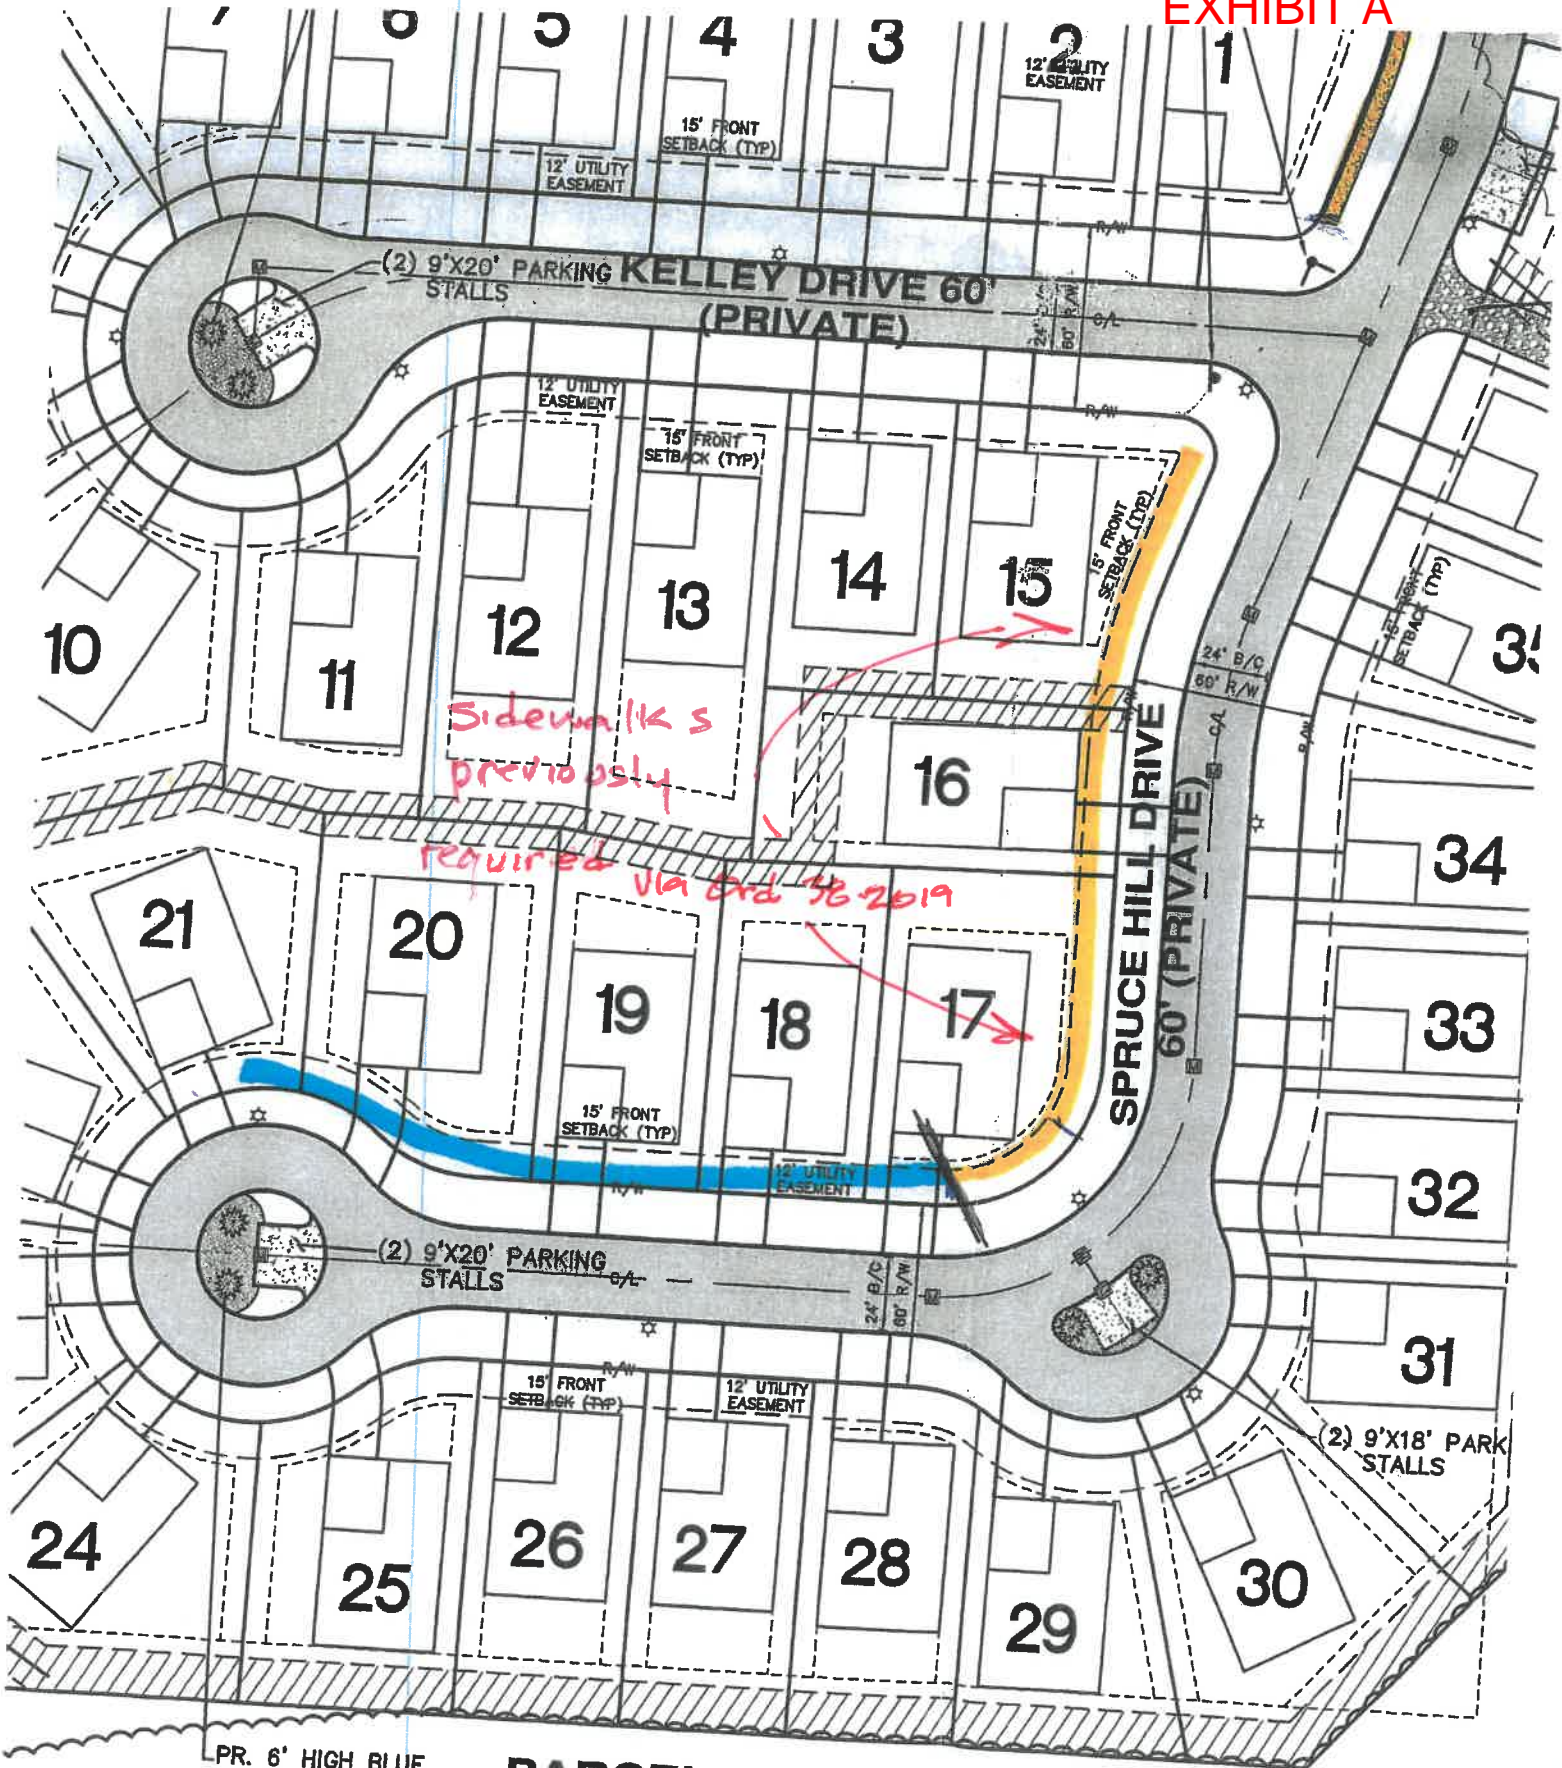 EXHIBIT A
7
6
5
4
3
2
1
12' UTILITY
EASEMENT
15' FRONT
SETBACK (TYP)
12' UTILITY
EASEMENT
R/W
(2) 9'X20' PARKING
STALLS
KELLEY DRIVE 60'
(PRIVATE)
24' B/C
60' R/W
C/L
12' UTILITY
EASEMENT
R/W
15' FRONT
SETBACK (TYP)
15' FRONT
SETBACK (TYP)
10
11
12
13
14
15
15' FRONT
SETBACK (TYP)
35
24' B/C
60' R/W
Sidewalks
previously
required
via Ord 38-2019
R/W
C/L
R/W
16
SPRUCE HILL DRIVE
60' (PRIVATE)
34
21
20
19
18
17
33
15' FRONT
SETBACK (TYP)
12' UTILITY
EASEMENT
R/W
32
(2) 9'X20' PARKING
STALLS
C/L
24' B/C
60' R/W
31
R/W
15' FRONT
SETBACK (TYP)
12' UTILITY
EASEMENT
(2) 9'X18' PARK
STALLS
24
25
26
27
28
29
30
PR. 6' HIGH BLUE